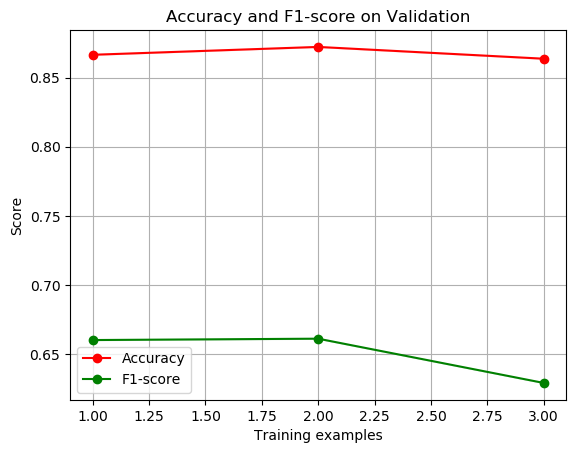 Accuracy and F1-score on Validation
Score
0.85
0.80
0.75
0.70
0.65
Accuracy
F1-score
1.00 1.25 1.50 1.75 2.00 2.25 2.50 2.75 3.00
Training examples